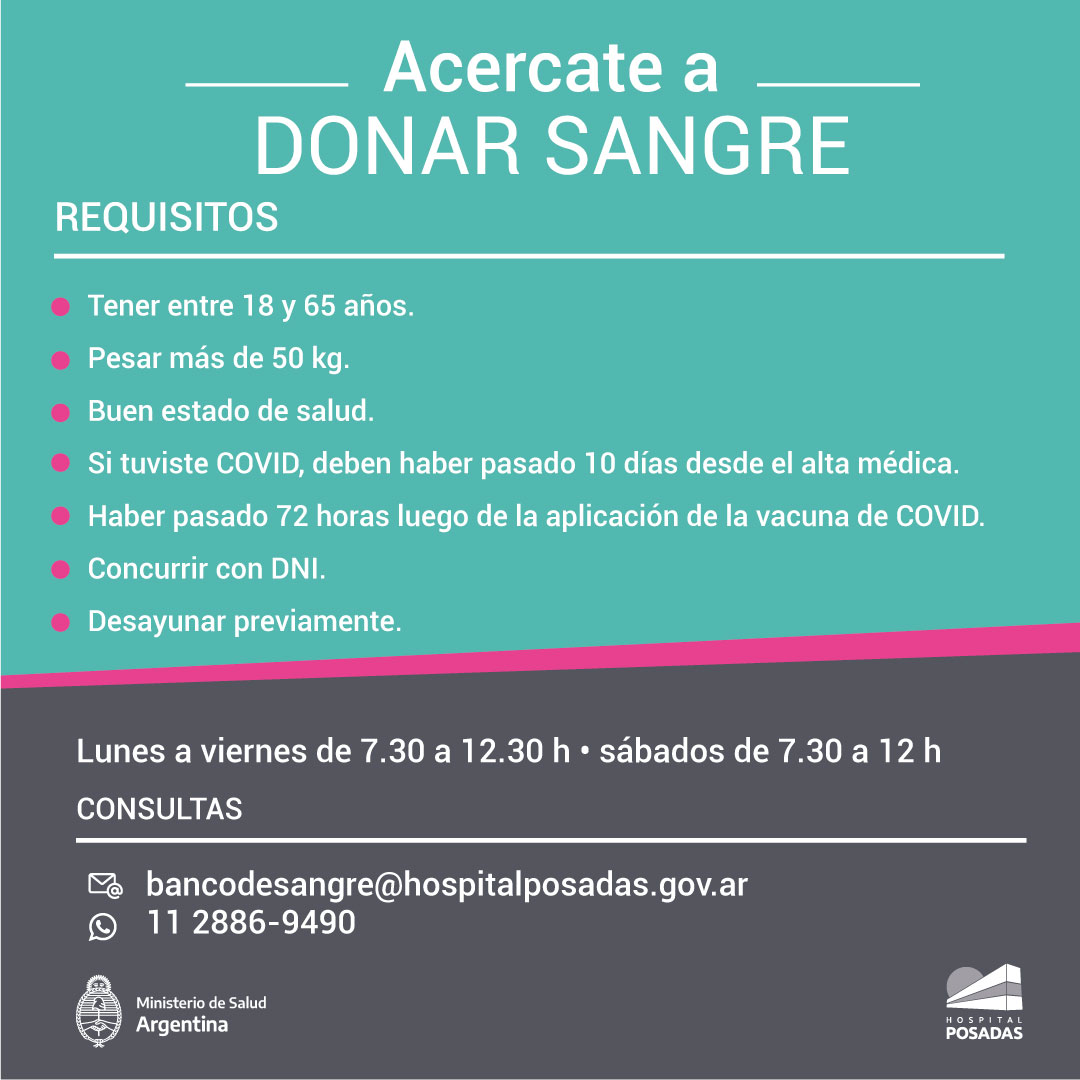 Acercate a
DONAR SANGRE
REQUISITOS
Tener entre 18 y 65 años.
Pesar más de 50 kg.
Buen estado de salud.
Si tuviste COVID, deben haber pasado 10 días desde el alta médica.
Haber pasado 72 horas luego de la aplicación de la vacuna de COVID.
Concurrir con DNI.
Desayunar previamente.
Lunes a viernes de 7.30 a 12.30 h • sábados de 7.30 a 12 h
CONSULTAS
bancodesangre@hospitalposadas.gov.ar
11 2886-9490
Ministerio de Salud
Argentina
HOSPITAL
POSADAS